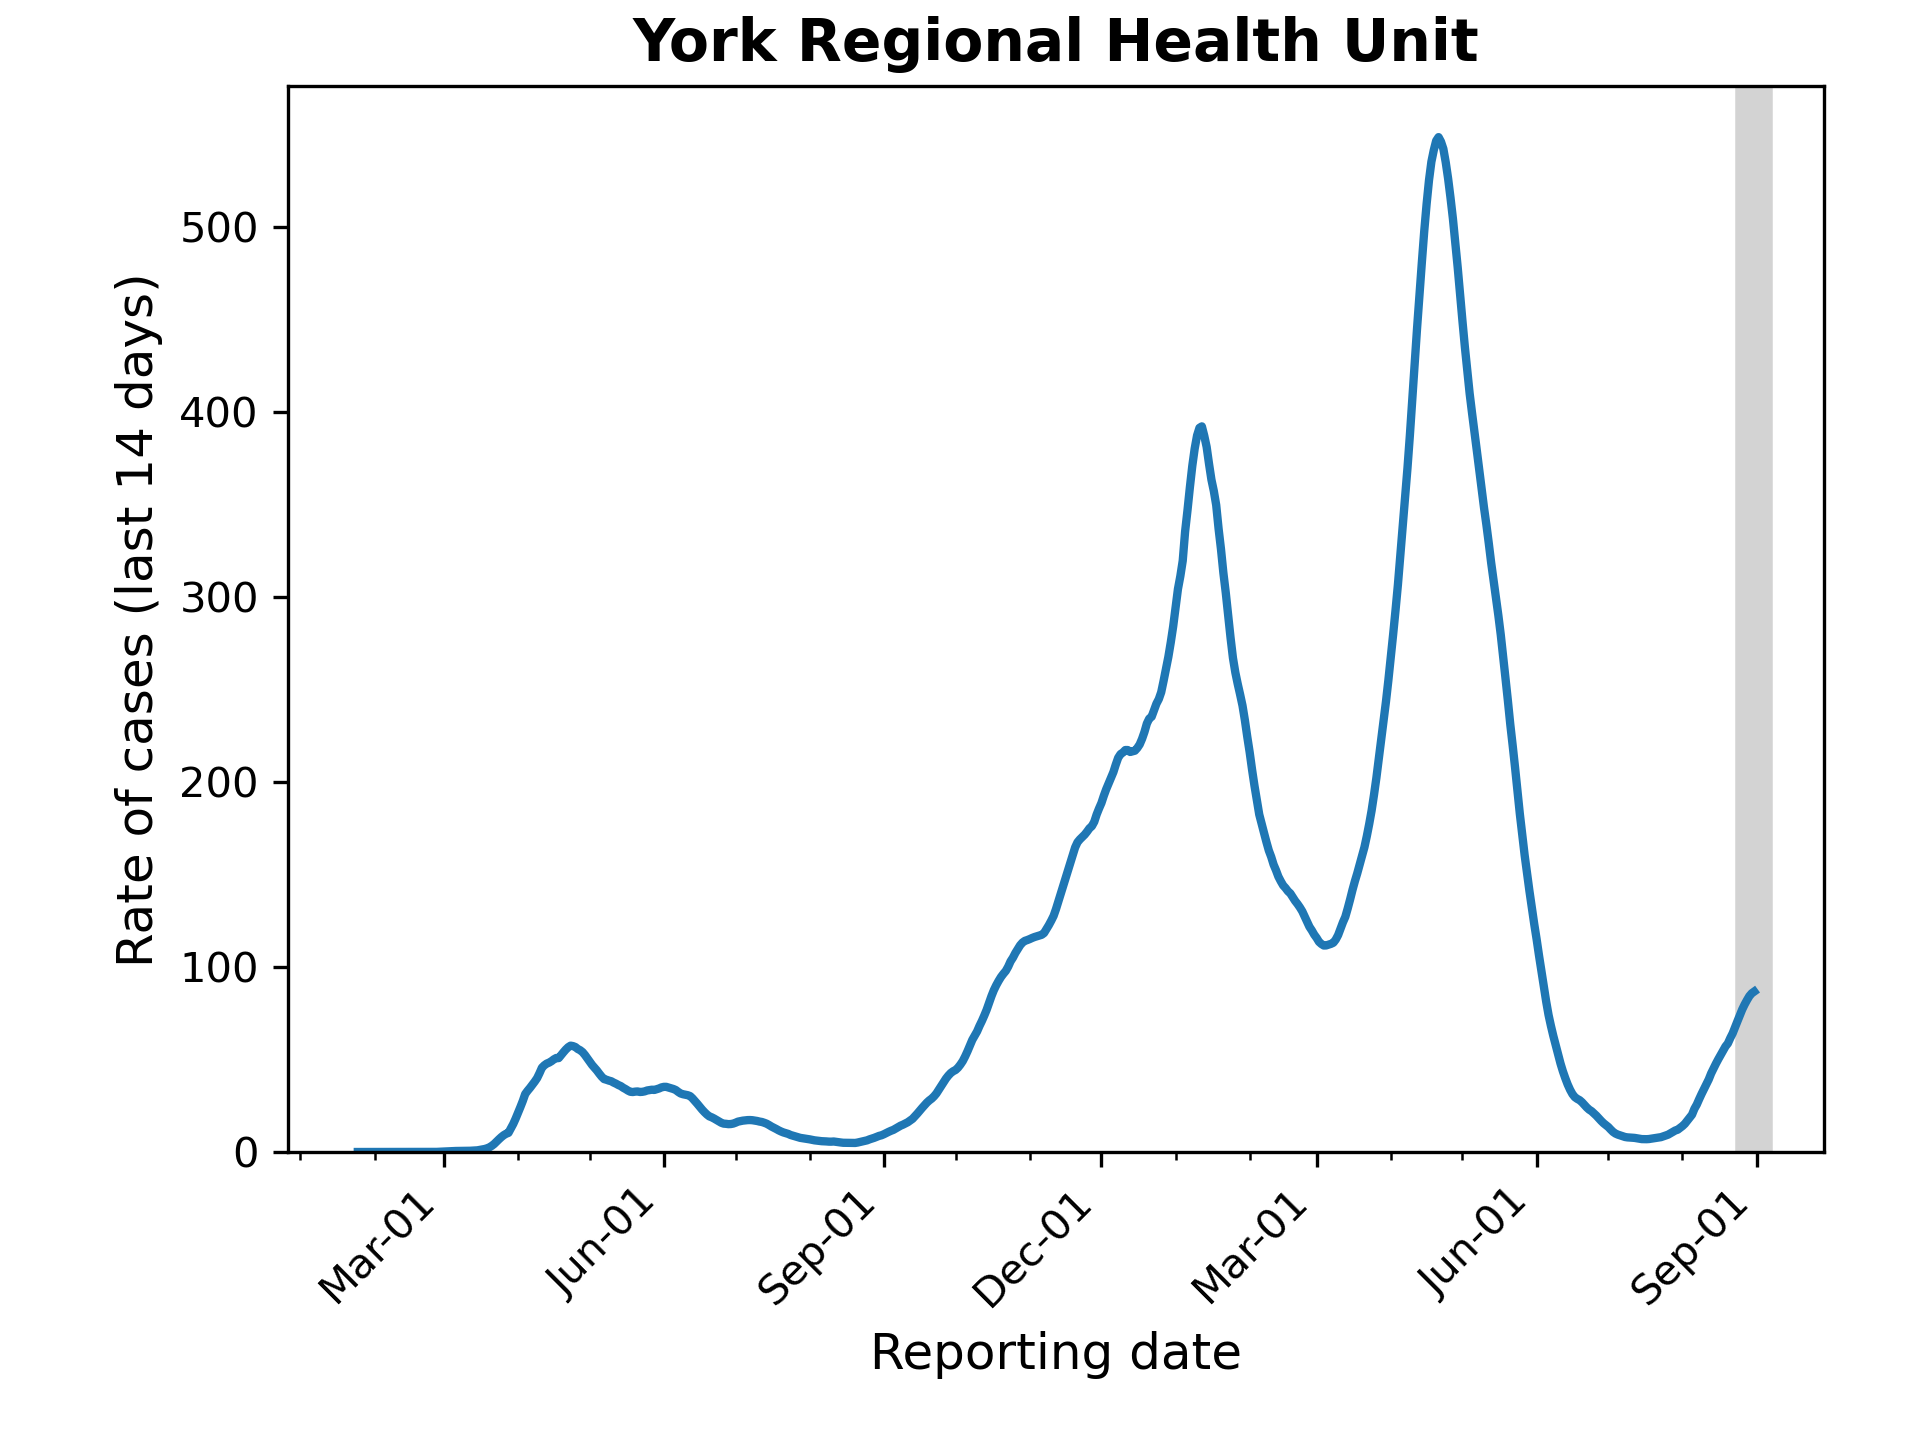 York Regional Health Unit
Rate of cases (last 14 days)
500
400
300
200
100
0
Mar-01
Jun-01
Sep-01
Dec-01
Mar-01
Jun-01
Sep-01
Reporting date